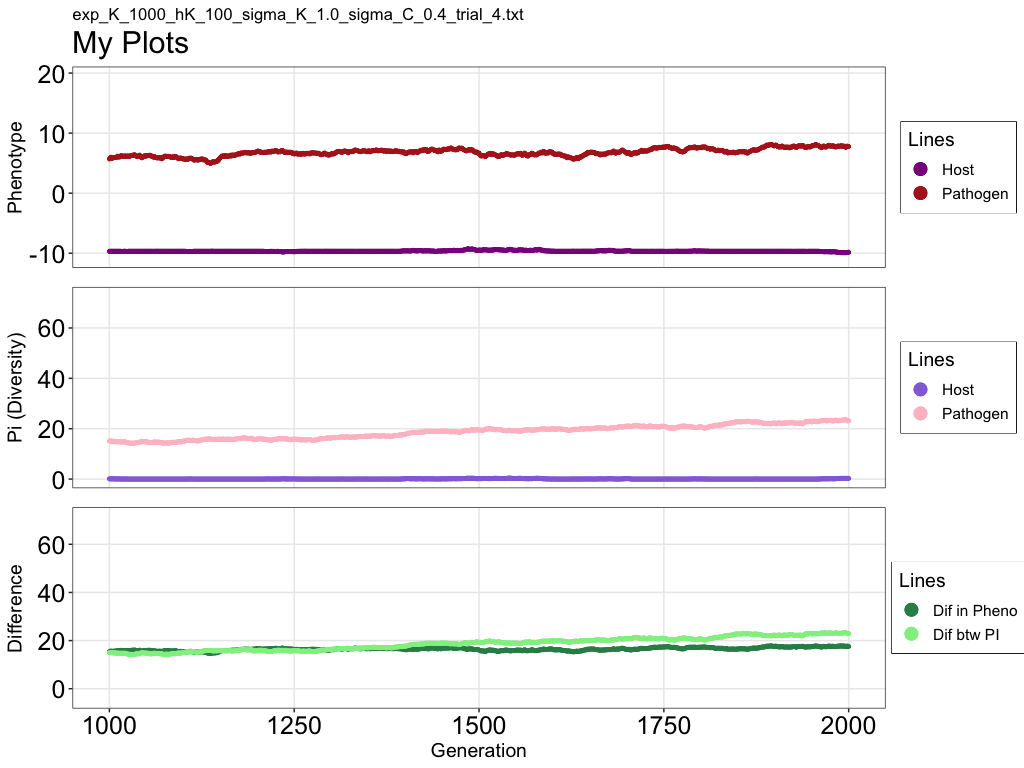 exp_K_1000_hK_100_sigma_K_1.0_sigma_C_0.4_trial_4.txt
My Plots
Phenotype
20
10
0
-10
Lines
Host
Pathogen
Pi (Diversity)
60
40
20
0
Lines
Host
Pathogen
Difference
60
40
20
0
Lines
Dif in Pheno
Dif btw PI
1000 1250 1500 1750 2000
Generation